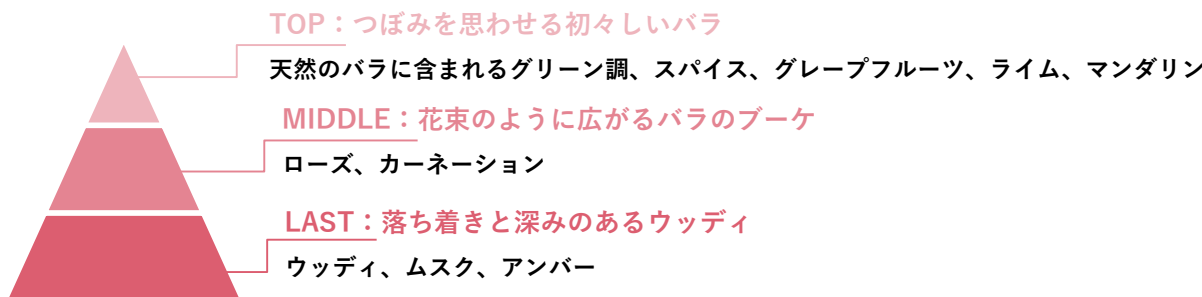 TOP：つぼみを思わせる初々しいバラ
天然のバラに含まれるグリーン調、スパイス、グレープフルーツ、ライム、マンダリン
MIDDLE：花束のように広がるバラのブーケ
ローズ、カーネーション
LAST：落ち着きと深みのあるウッディ
ウッディ、ムスク、アンバー